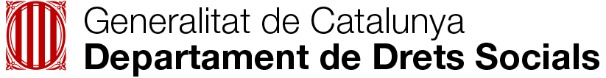 Generalitat de Catalunya
Departament de Drets Socials